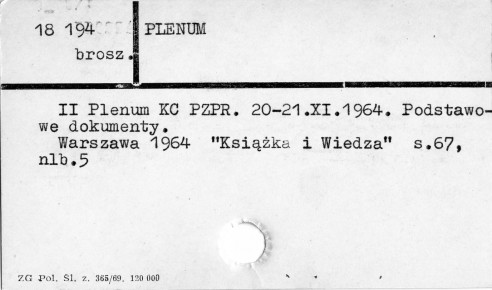 18 194 PLENUM
brosz.
II Plenum KC PZPR. 20-21.XI.1964. Podstawo-
we dokumenty.
Warszawa 1964 "Książka i Wiedza" s.67,
nlb.5
ZG Pol. Śl. z. 365/69. 120 000